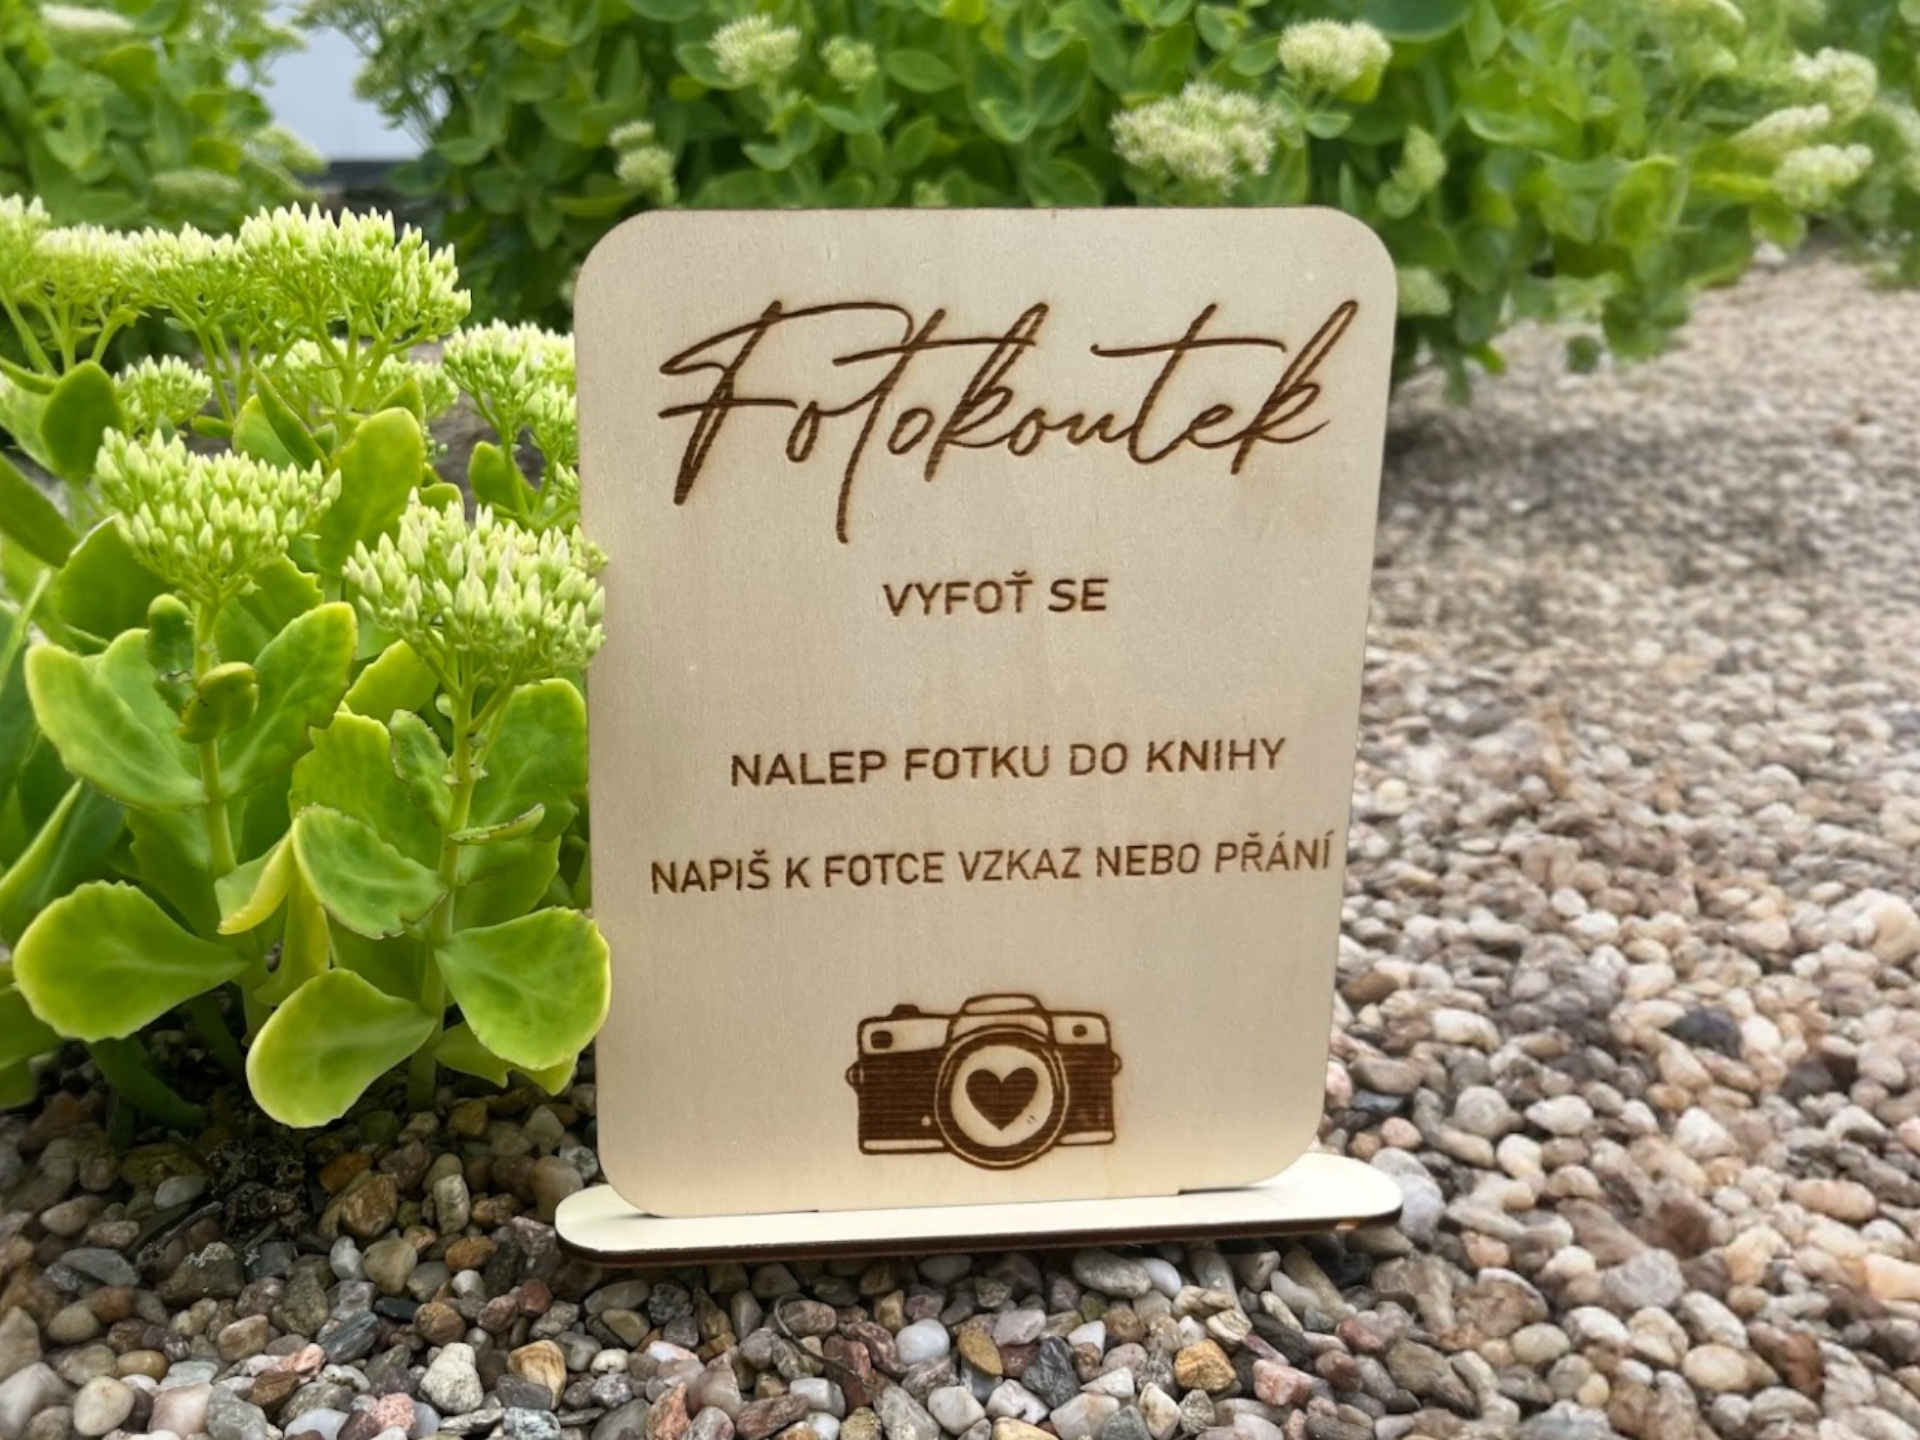 Fotokoutek
VYFOŤ SE
NALEP FOTKU DO KNIHY
NAPIŠ K FOTCE VZKAZ NEBO PŘÁNÍ